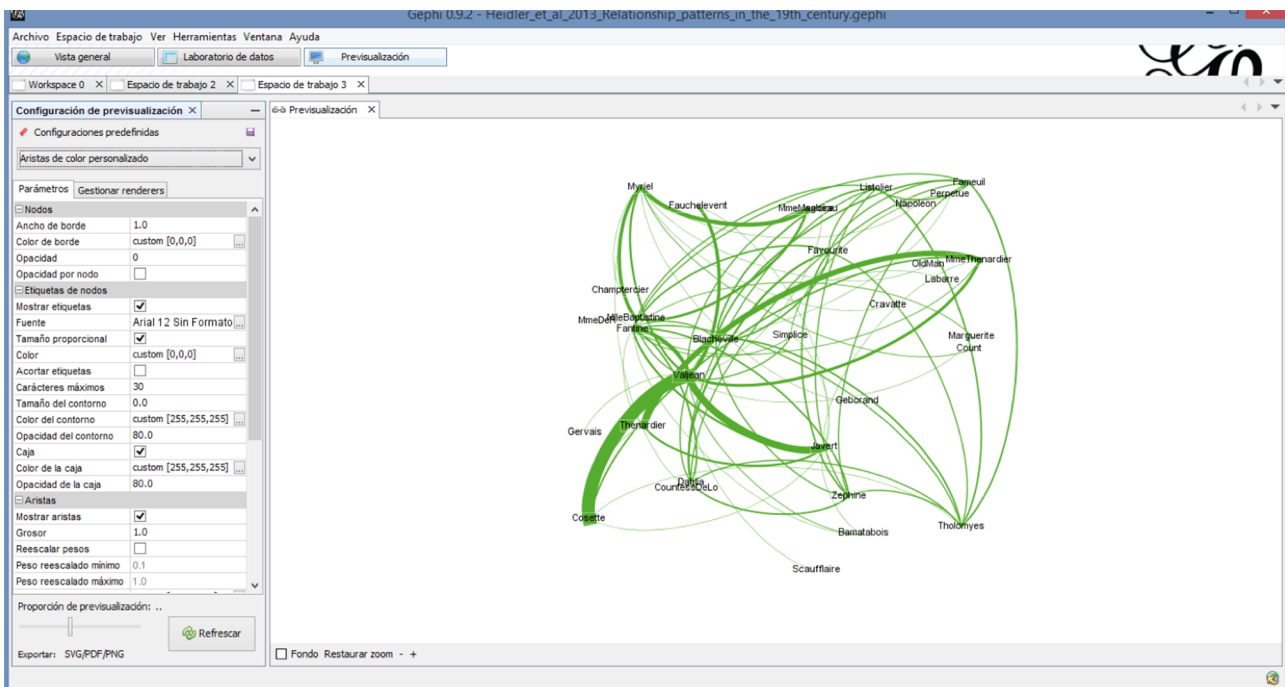 Gephi 0.9.2 - Heidler_et_al_2013_Relationship_patterns_in_the_19th_century.gephi
Archivo Espacio de trabajo Ver Herramientas Ventana Ayuda
Vista general Laboratorio de datos Previsualización
Workspace 0 X Espacio de trabajo 2 X Espacio de trabajo 3 X
Configuración de previsualización X
Previsualización X
Configuraciones predefinidas
Aristas de color personalizado
Parámetros Gestionar renderers
Nodos
Ancho de borde 1.0
Color de borde custom [0,0,0] ...
Opacidad 0
Opacidad por nodo
Etiquetas de nodos
Mostrar etiquetas
Fuente Arial 12 Sin Formato ...
Tamaño proporcional
Color custom [0,0,0] ...
Acortar etiquetas
Carácteres máximos 30
Tamaño del contorno 0.0
Color del contorno custom [255,255,255] ...
Opacidad del contorno 80.0
Caja
Color de la caja custom [255,255,255] ...
Opacidad de la caja 80.0
Aristas
Mostrar aristas
Grosor 1.0
Reescalar pesos
Peso reescalado mínimo 0.1
Peso reescalado máximo 1.0
Proporción de previsualización: ..
Refrescar
Exportar: SVG/PDF/PNG
Myriel
Listolier
Fameuil
Perpetue
Napoleon
Fauchelevent
Favourite
OldMan
MmeThenardier
Labarre
Champtercier
Cravatte
MmeDeR
MlleBaptistine
Fantine
Blacheville
Simplice
Marguerite
Count
Valjean
Geborand
Gervais
Thenardier
Javert
Dahlia
CountessDeLo
Zephine
Cosette
Bamatabois
Tholomyes
Scaufflaire
Fondo Restaurar zoom - +